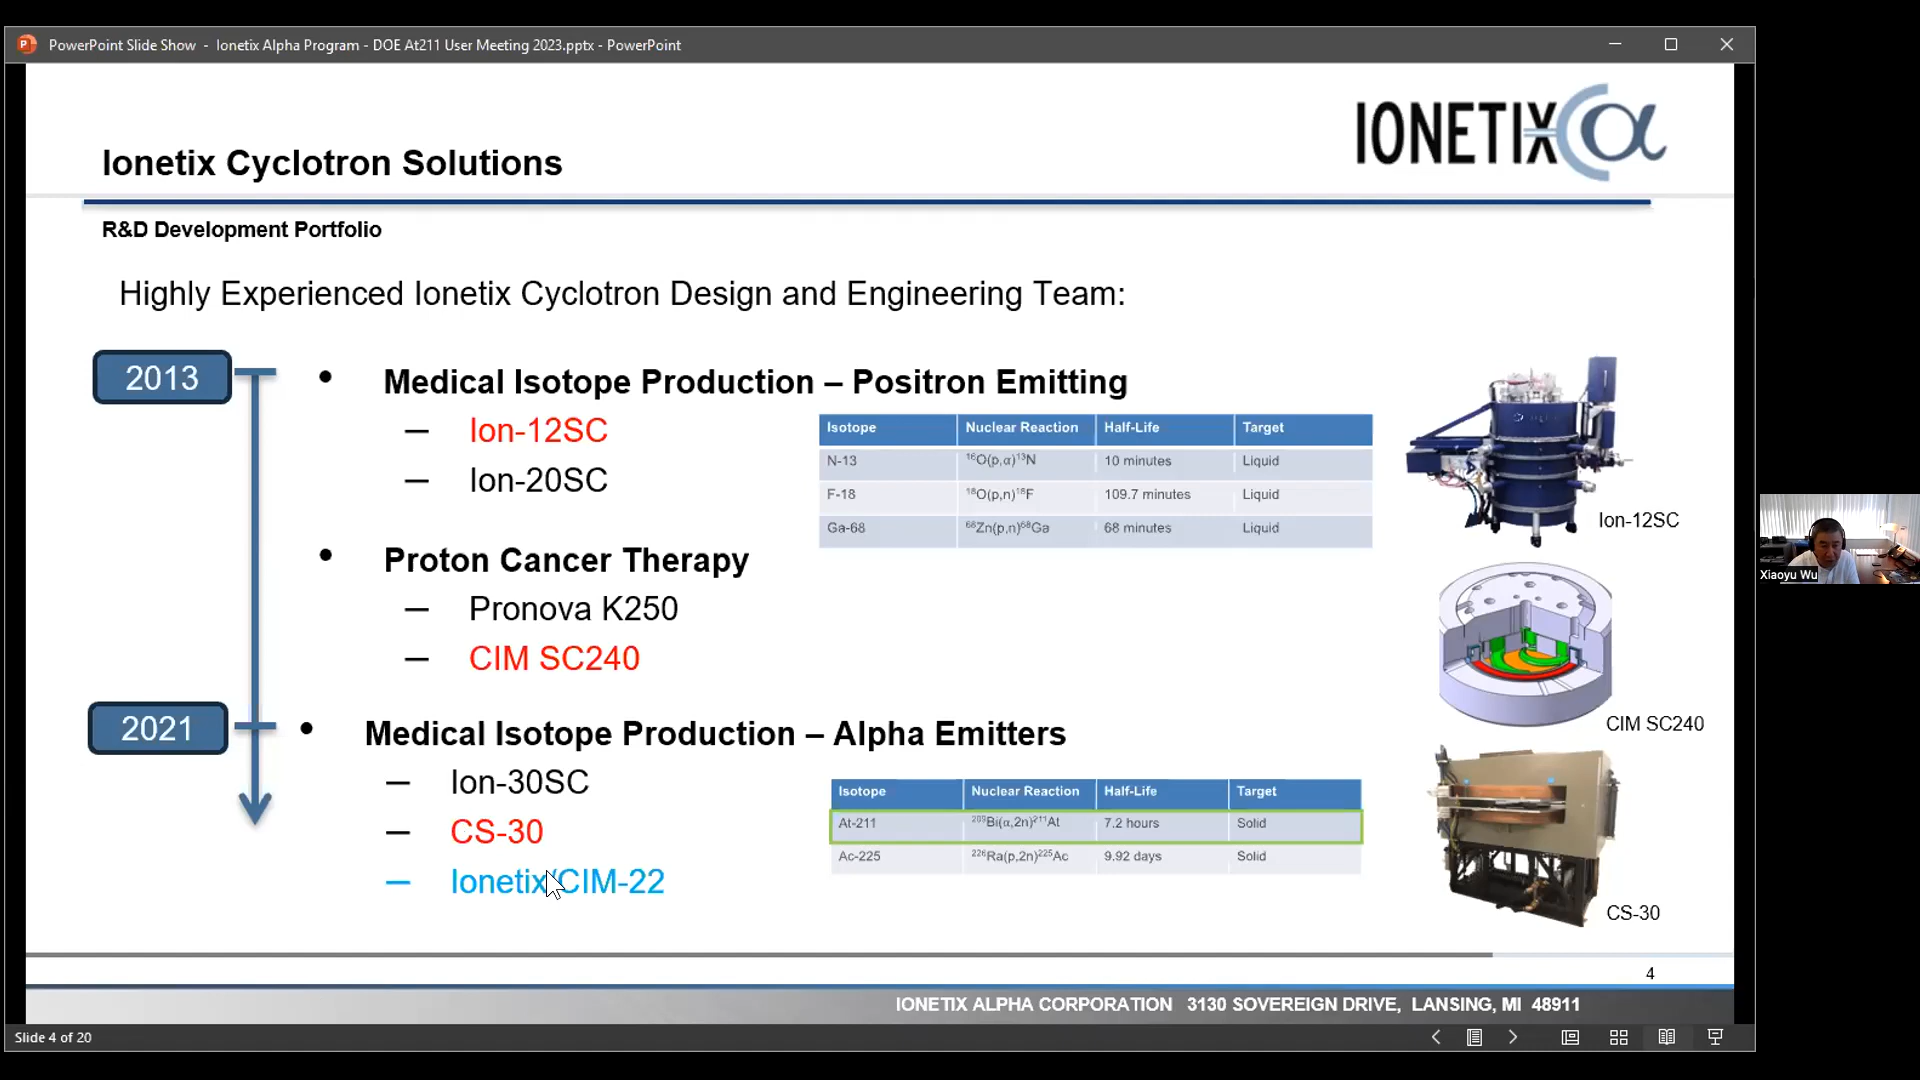 PowerPoint Slide Show - Ionetix Alpha Program - DOE At211 User Meeting 2023.pptx - PowerPoint
IONETIX α
Ionetix Cyclotron Solutions
R&D Development Portfolio
Highly Experienced Ionetix Cyclotron Design and Engineering Team:
2013
• Medical Isotope Production – Positron Emitting
– Ion-12SC
– Ion-20SC
Isotope Nuclear Reaction Half-Life Target
N-13 ¹⁶O(p,α)¹³N 10 minutes Liquid
F-18 ¹⁸O(p,n)¹⁸F 109.7 minutes Liquid
Ga-68 ⁶⁸Zn(p,n)⁶⁸Ga 68 minutes Liquid
Ion-12SC
• Proton Cancer Therapy
– Pronova K250
– CIM SC240
CIM SC240
2021
• Medical Isotope Production – Alpha Emitters
– Ion-30SC
– CS-30
– Ionetix/CIM-22
Isotope Nuclear Reaction Half-Life Target
At-211 ²⁰⁹Bi(α,2n)²¹¹At 7.2 hours Solid
Ac-225 ²²⁶Ra(p,2n)²²⁵Ac 9.92 days Solid
CS-30
4
IONETIX ALPHA CORPORATION 3130 SOVEREIGN DRIVE, LANSING, MI 48911
Slide 4 of 20
Xiaoyu Wu